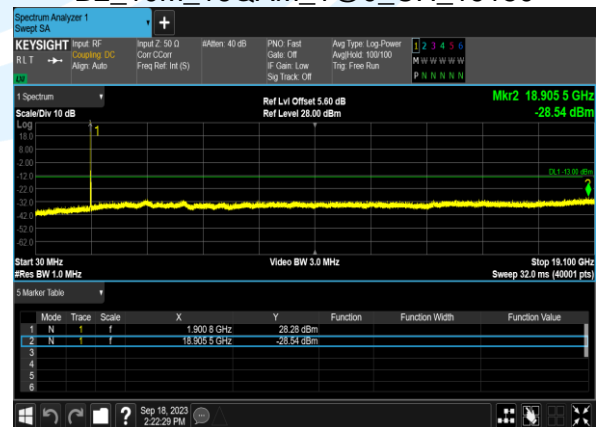 Spectrum Analyzer 1
Swept SA
+
KEYSIGHT Input: RF Input Z: 50 Ω #Atten: 40 dB PNO: Fast Avg Type: Log-Power 1 2 3 4 5 6
RLT Coupling: DC Corr CCorr Gate: Off Avg|Hold: 100/100 M W W W W W
Align: Auto Freq Ref: Int (S) IF Gain: Low Trig: Free Run
Sig Track: Off P N N N N N
LXI
1 Spectrum Ref Lvl Offset 5.60 dB Mkr2 18.905 5 GHz
Scale/Div 10 dB Ref Level 28.00 dBm -28.54 dBm
Log
18.0 1
8.00
-2.00
-12.0 DL1 -13.00 dBm
-22.0 2
-32.0
-42.0
-52.0
-62.0
Start 30 MHz Video BW 3.0 MHz Stop 19.100 GHz
#Res BW 1.0 MHz Sweep 32.0 ms (40001 pts)
5 Marker Table
Mode Trace Scale X Y Function Function Width Function Value
1 N 1 f 1.900 8 GHz 28.28 dBm
2 N 1 f 18.905 5 GHz -28.54 dBm
3
4
5
6
? Sep 18, 2023
2:22:29 PM